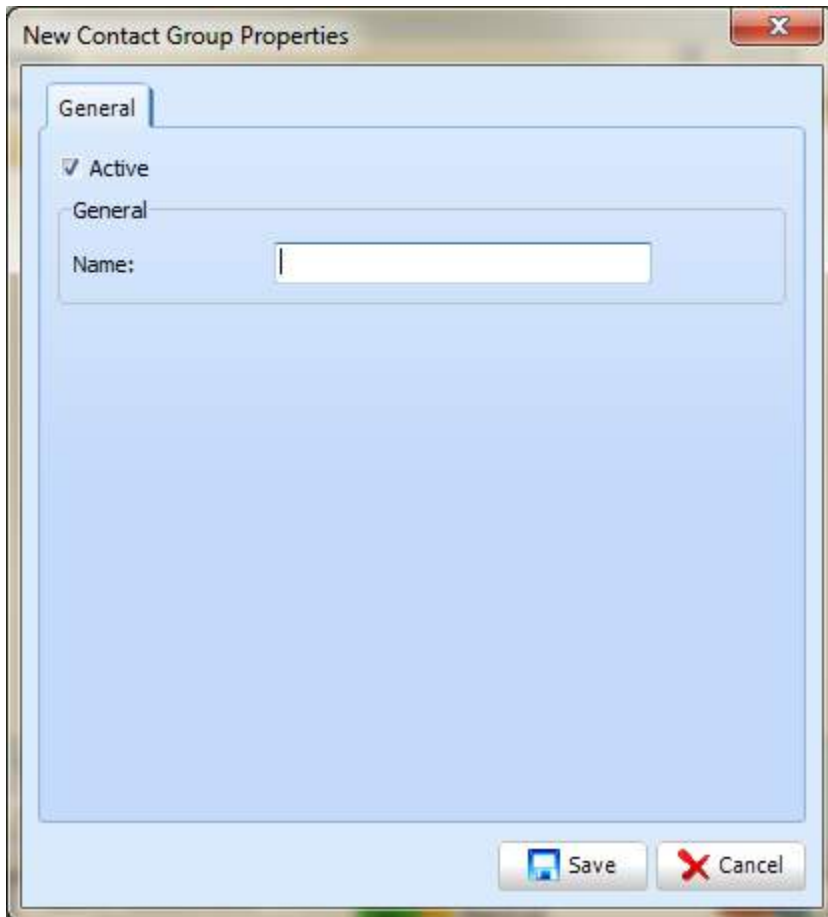 New Contact Group Properties
General
Active
General
Name:
Save
Cancel